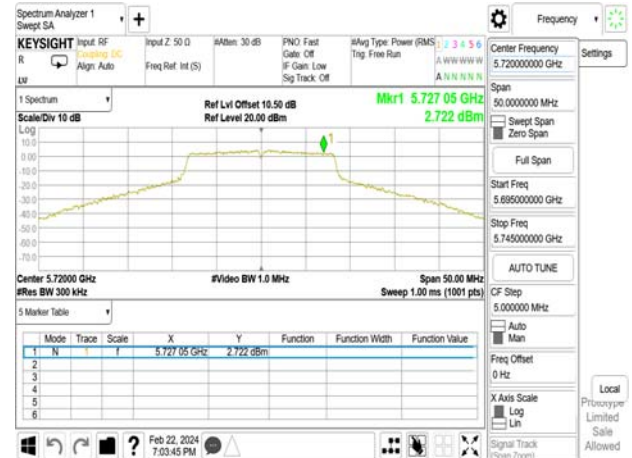 Spectrum Analyzer 1
Swept SA
+
Frequency
KEYSIGHT
R
Input: RF
Coupling: DC
Align: Auto
Input Z: 50 Ω
Freq Ref: Int (S)
#Atten: 30 dB
PNO: Fast
Gate: Off
IF Gain: Low
Sig Track: Off
#Avg Type: Power (RMS
Trig: Free Run
1 2 3 4 5 6
A W W W W W
A N N N N N
1 Spectrum
Scale/Div 10 dB
Ref Lvl Offset 10.50 dB
Ref Level 20.00 dBm
Mkr1 5.727 05 GHz
2.722 dBm
Log
10.0
0.00
-10.0
-20.0
-30.0
-40.0
-50.0
-60.0
-70.0
1
Center 5.72000 GHz
#Res BW 300 kHz
#Video BW 1.0 MHz
Span 50.00 MHz
Sweep 1.00 ms (1001 pts)
5 Marker Table
Mode Trace Scale X Y Function Function Width Function Value
1 N 1 f 5.727 05 GHz 2.722 dBm
2
3
4
5
6
Feb 22, 2024
7:03:45 PM
Center Frequency
5.720000000 GHz
Settings
Span
50.0000000 MHz
Swept Span
Zero Span
Full Span
Start Freq
5.695000000 GHz
Stop Freq
5.745000000 GHz
AUTO TUNE
CF Step
5.000000 MHz
Auto
Man
Freq Offset
0 Hz
X Axis Scale
Log
Lin
Signal Track
(Span Zoom)
Local
Prototype
Limited
Sale
Allowed